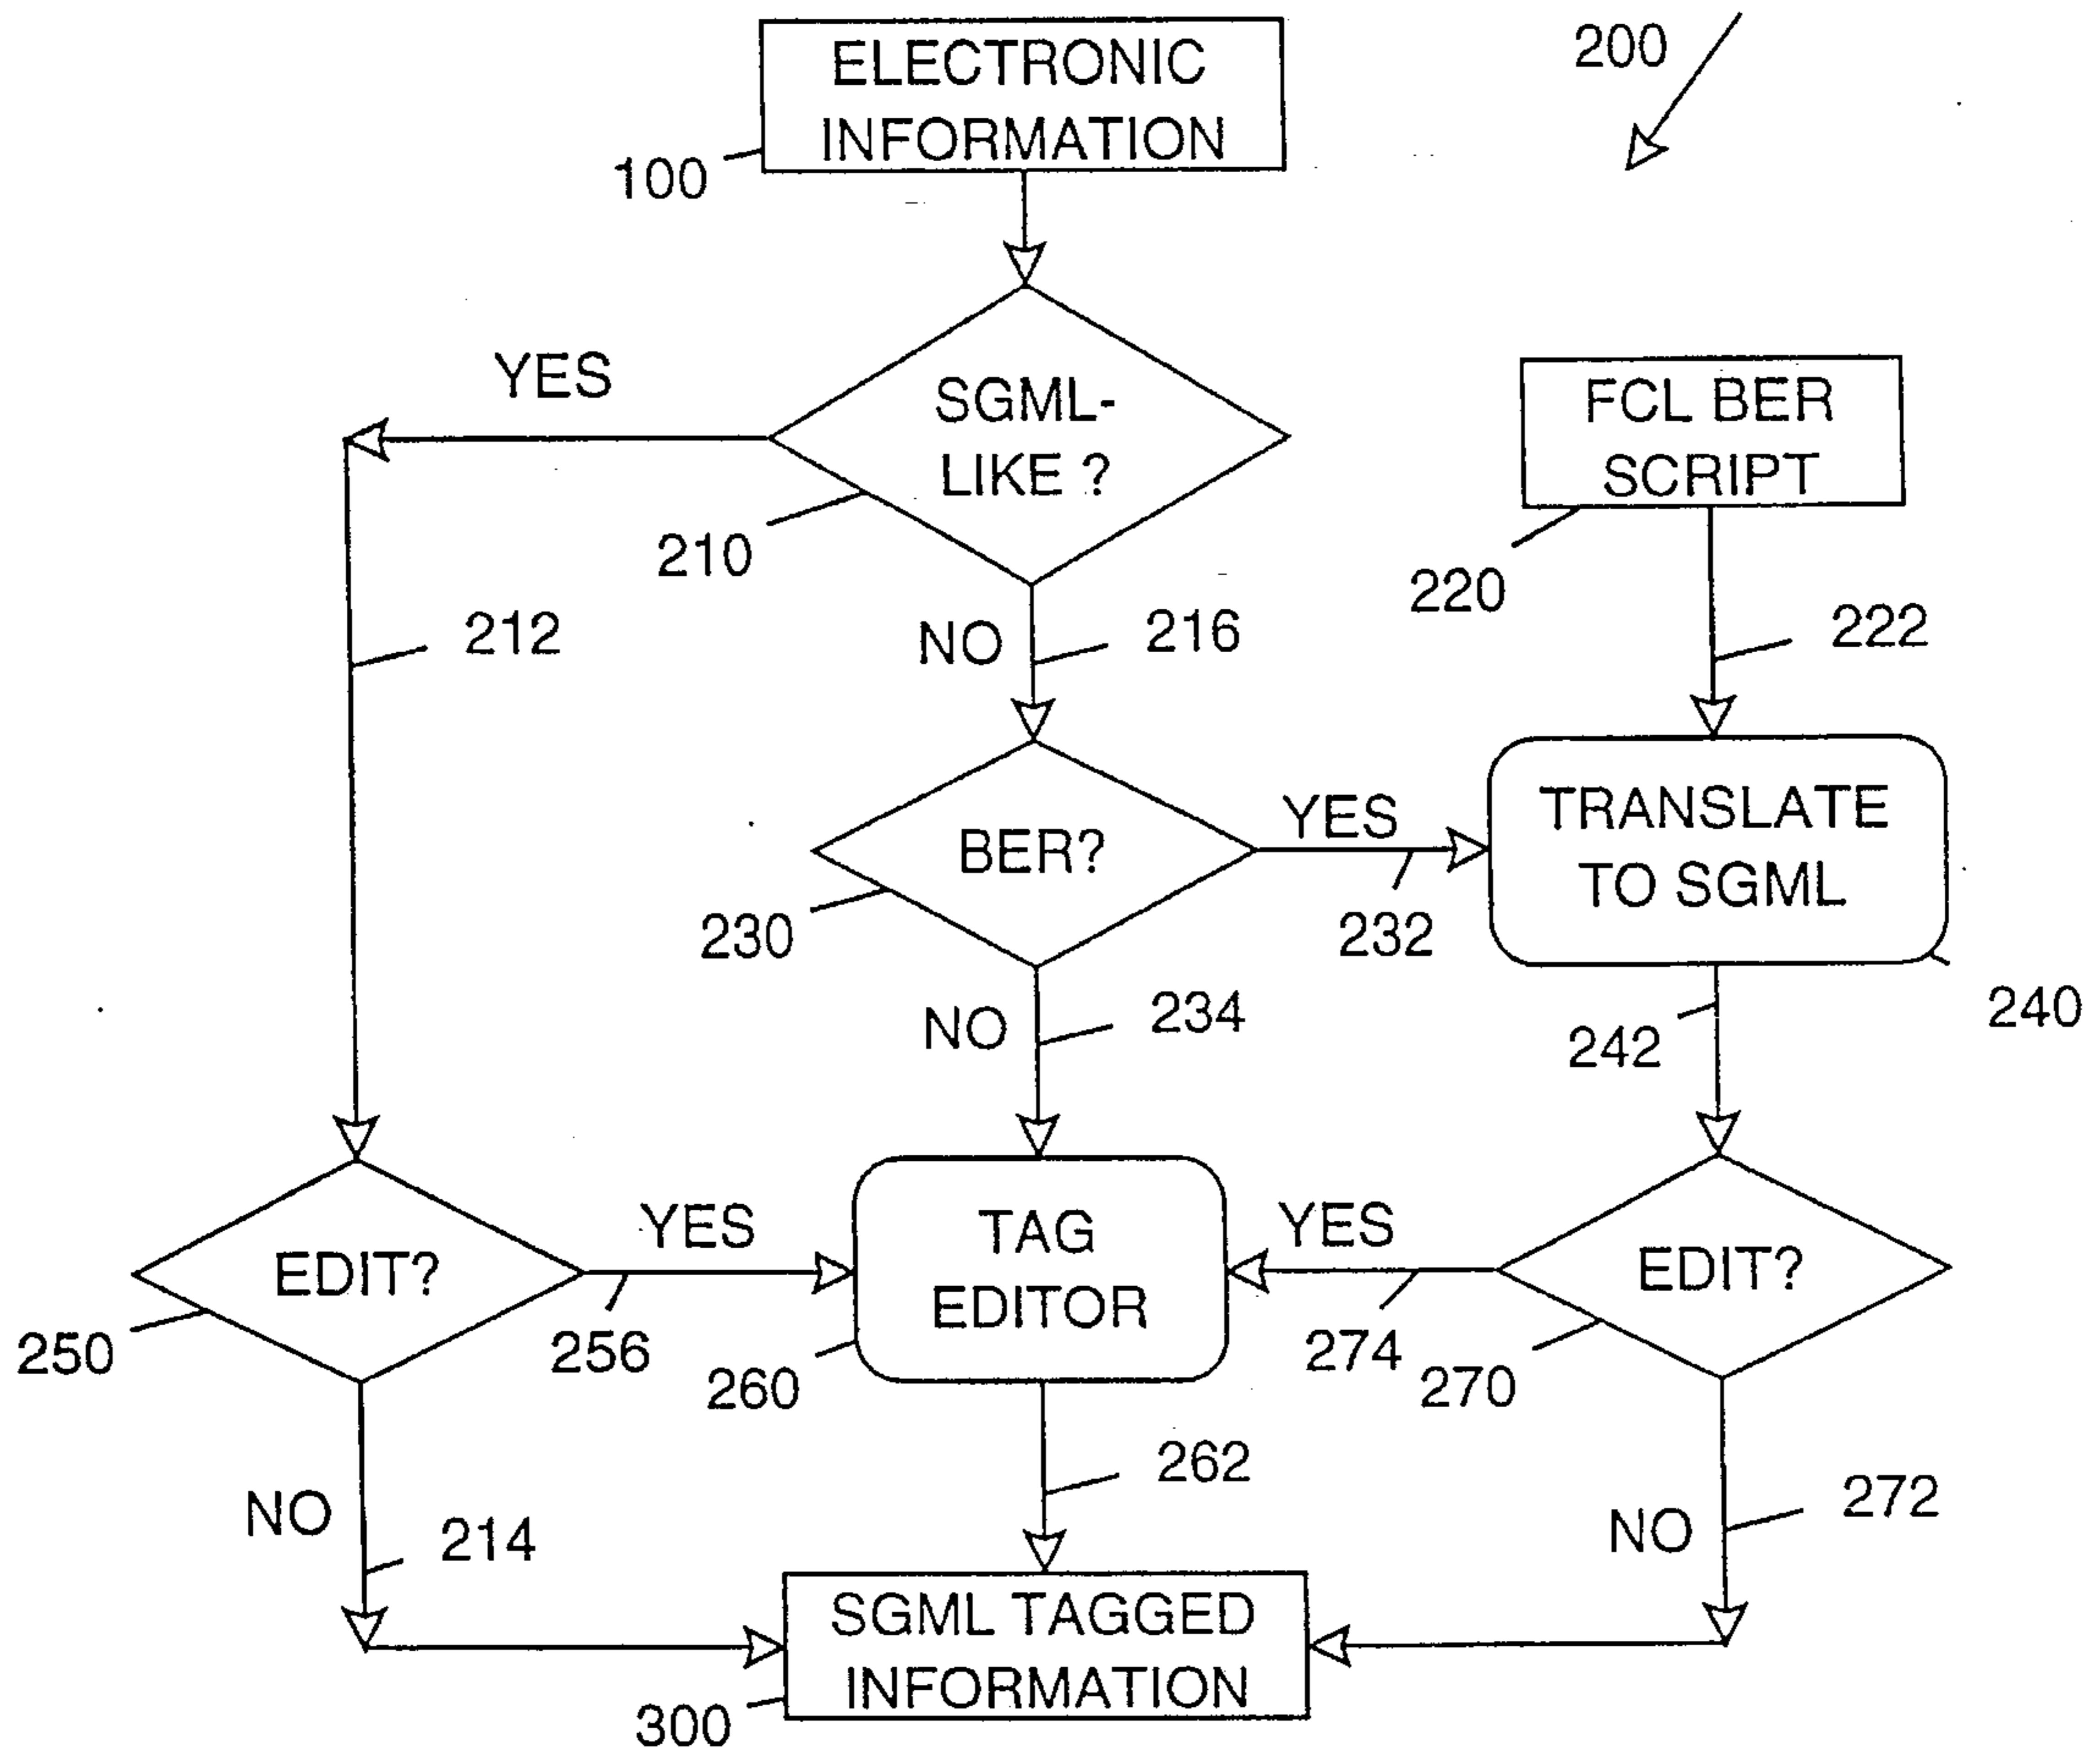 ELECTRONIC
INFORMATION
100
200
YES
SGML-
LIKE ?
210
FCL BER
SCRIPT
220
212
NO
216
222
BER?
230
YES
232
TRANSLATE
TO SGML
240
NO
234
242
EDIT?
250
YES
256
TAG
EDITOR
260
YES
274
EDIT?
270
NO
214
262
NO
272
SGML TAGGED
INFORMATION
300